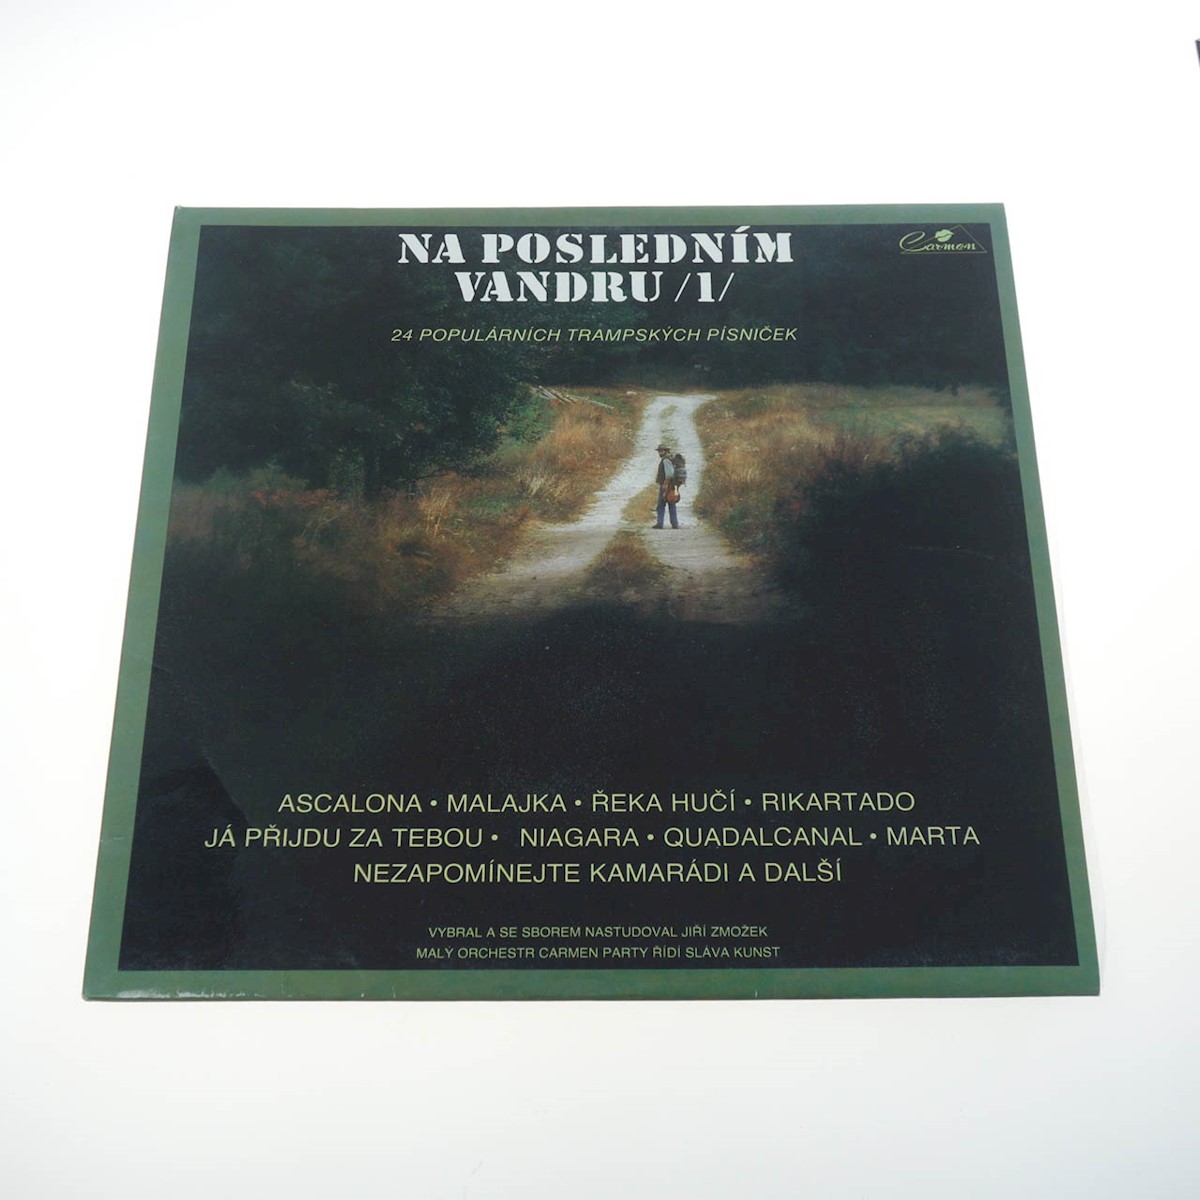 NA POSLEDNÍM
VANDRU /1/
Carmen
24 POPULÁRNÍCH TRAMPSKÝCH PÍSNIČEK
ASCALONA • MALAJKA • ŘEKA HUČÍ • RIKARTADO
JÁ PŘIJDU ZA TEBOU • NIAGARA • QUADALCANAL • MARTA
NEZAPOMÍNEJTE KAMARÁDI A DALŠÍ
VYBRAL A SE SBOREM NASTUDOVAL JIŘÍ ZMOŽEK
MALÝ ORCHESTR CARMEN PARTY ŘÍDÍ SLÁVA KUNST